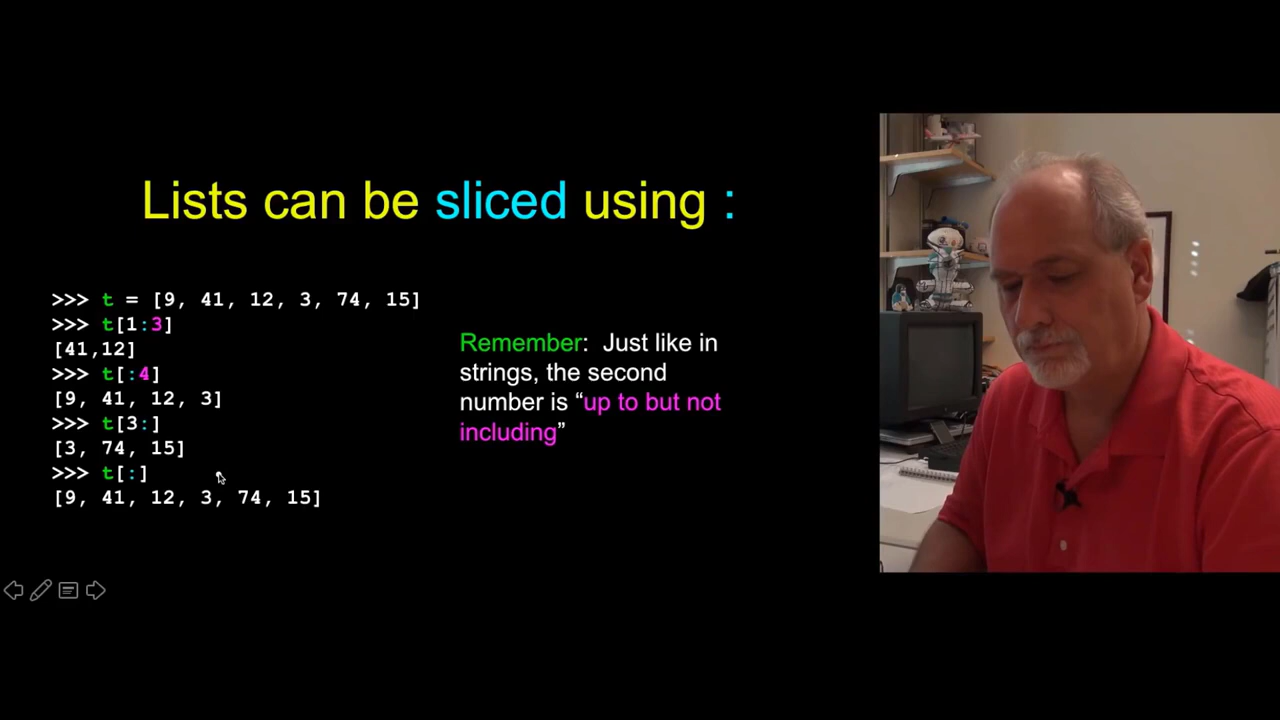 Lists can be sliced using :
>>> t = [9, 41, 12, 3, 74, 15]
>>> t[1:3]
[41,12]
>>> t[:4]
[9, 41, 12, 3]
>>> t[3:]
[3, 74, 15]
>>> t[:]
[9, 41, 12, 3, 74, 15]
Remember: Just like in
strings, the second
number is “up to but not
including”